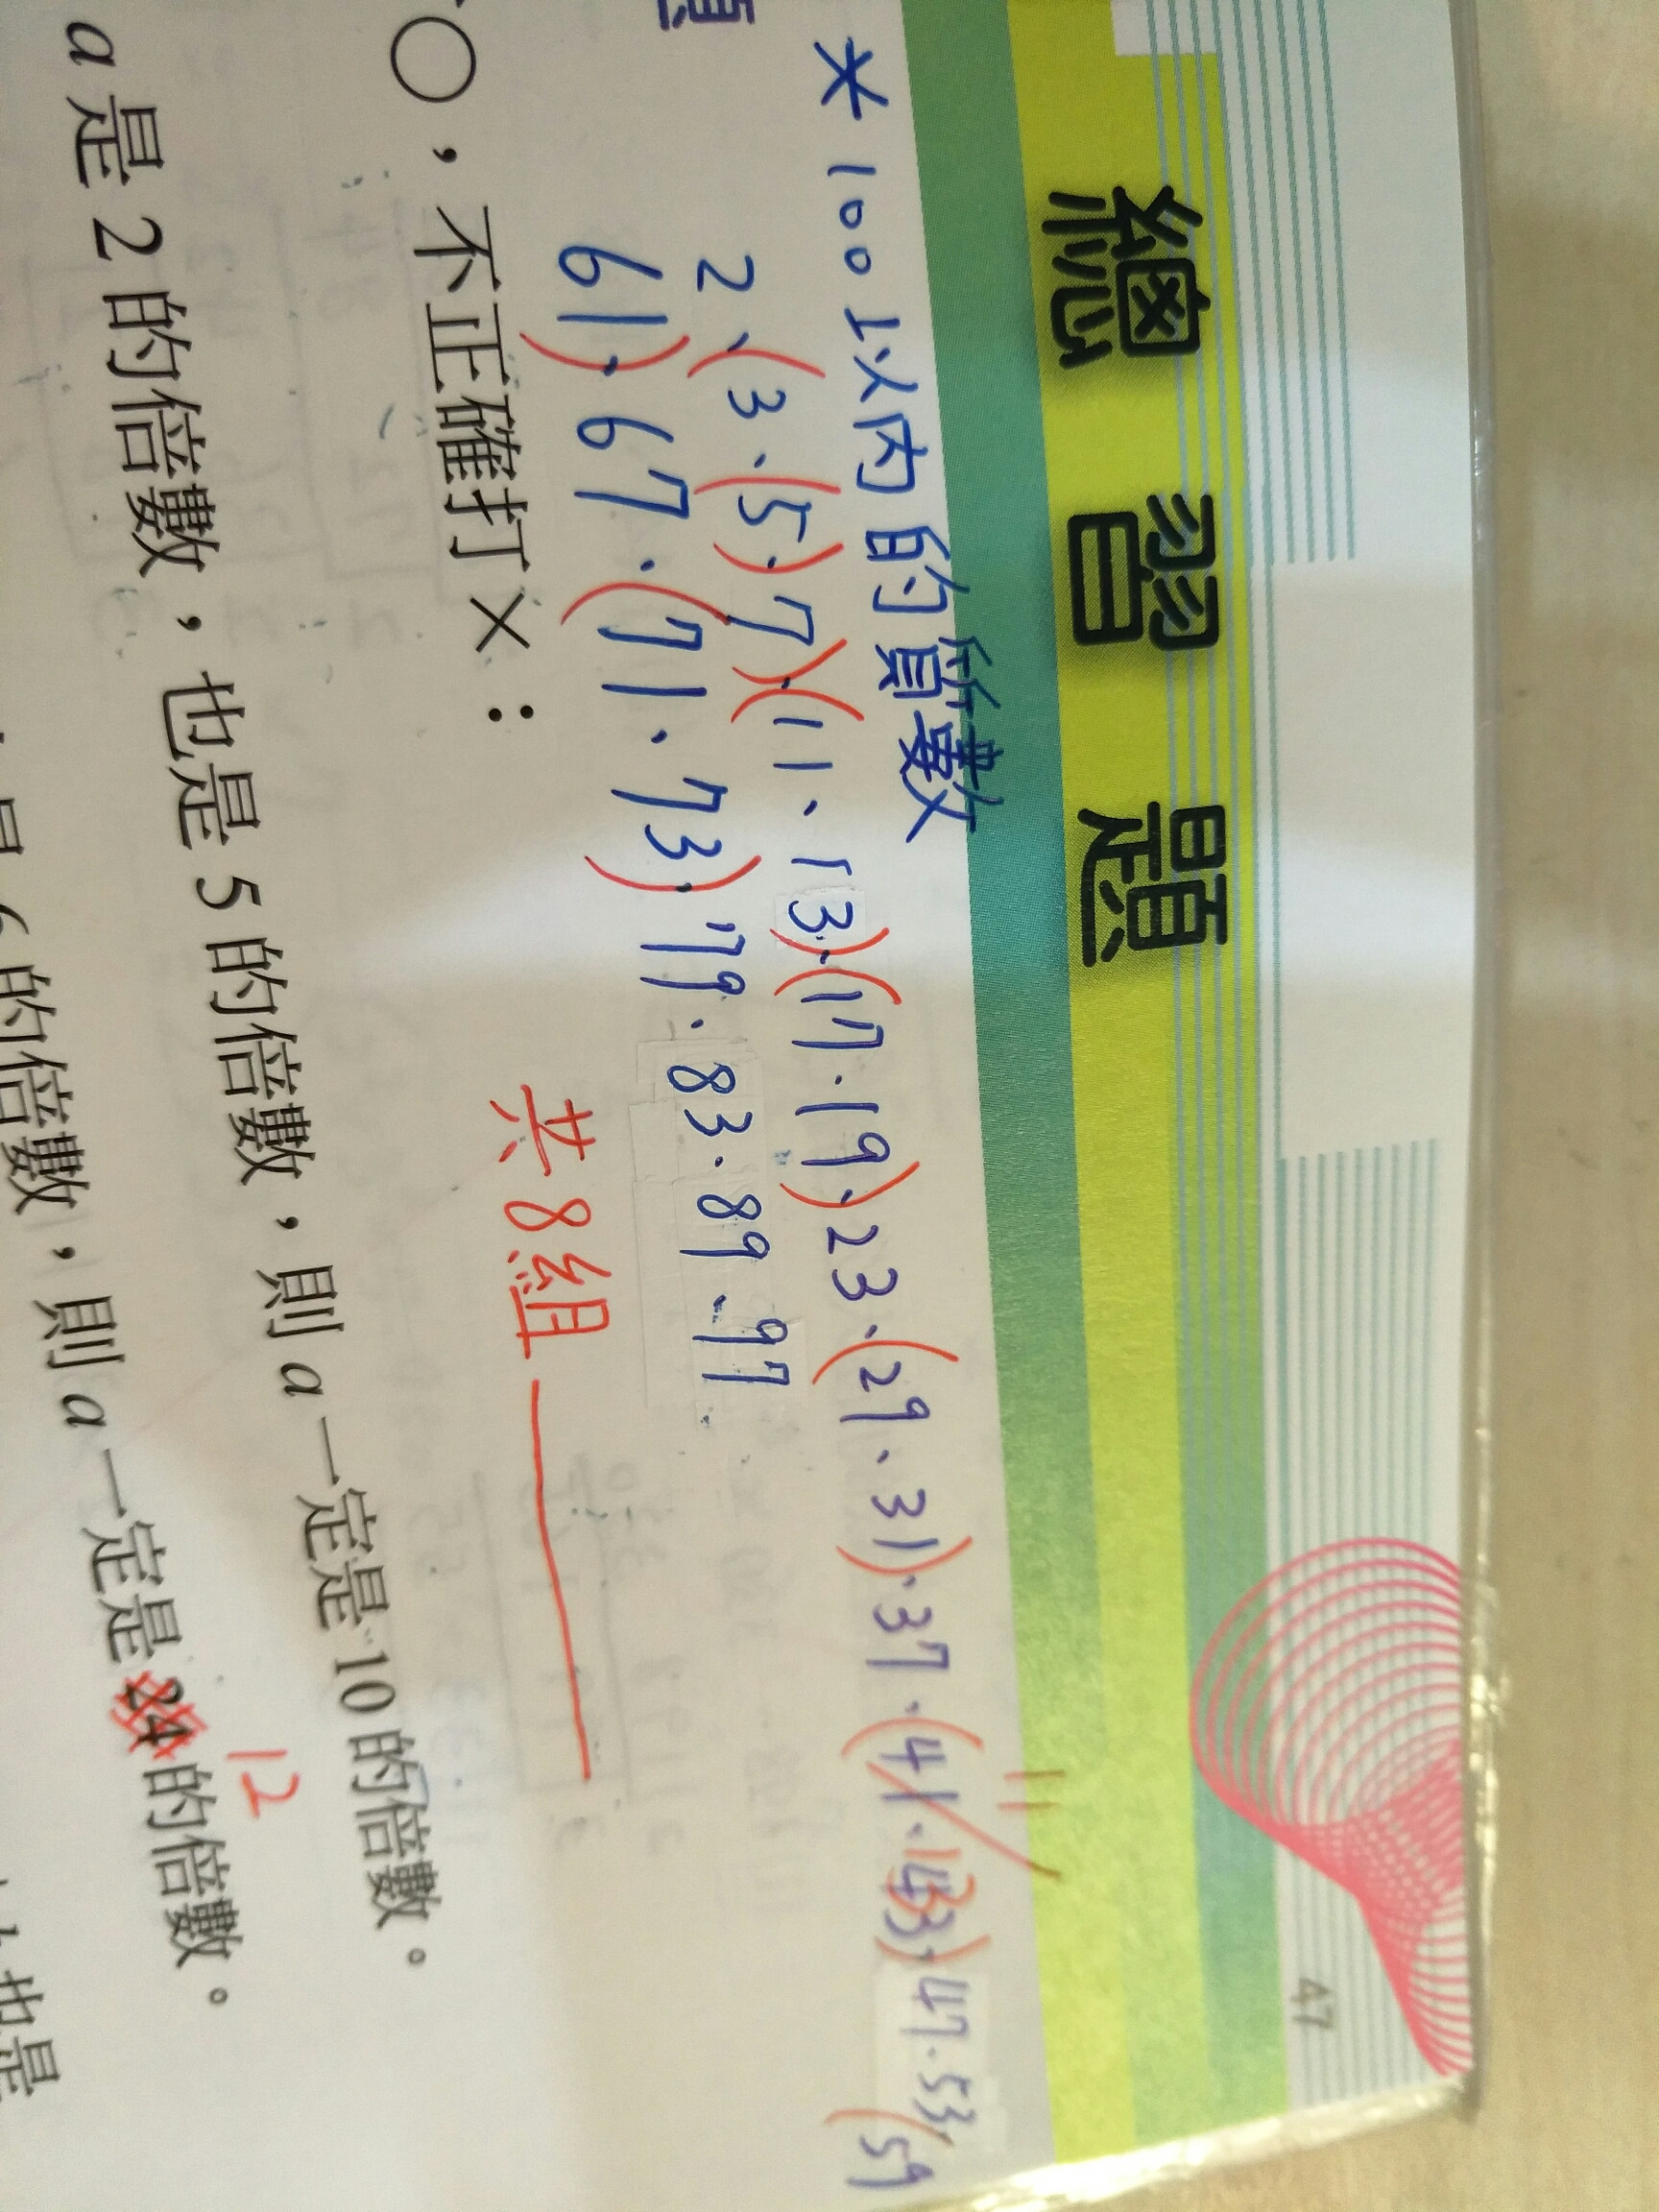 47
總習題
＊100以內的質數
2、(3、(5)、7)、(11、13)、(17、19)、23、(29、31)、37、(41、43)、47、53、(59
61)、67、(71、73)、79、83、89、97
共8組
○，不正確打×：
a是2的倍數，也是5的倍數，則a一定是10的倍數。
12
的倍數，則a一定是24的倍數。